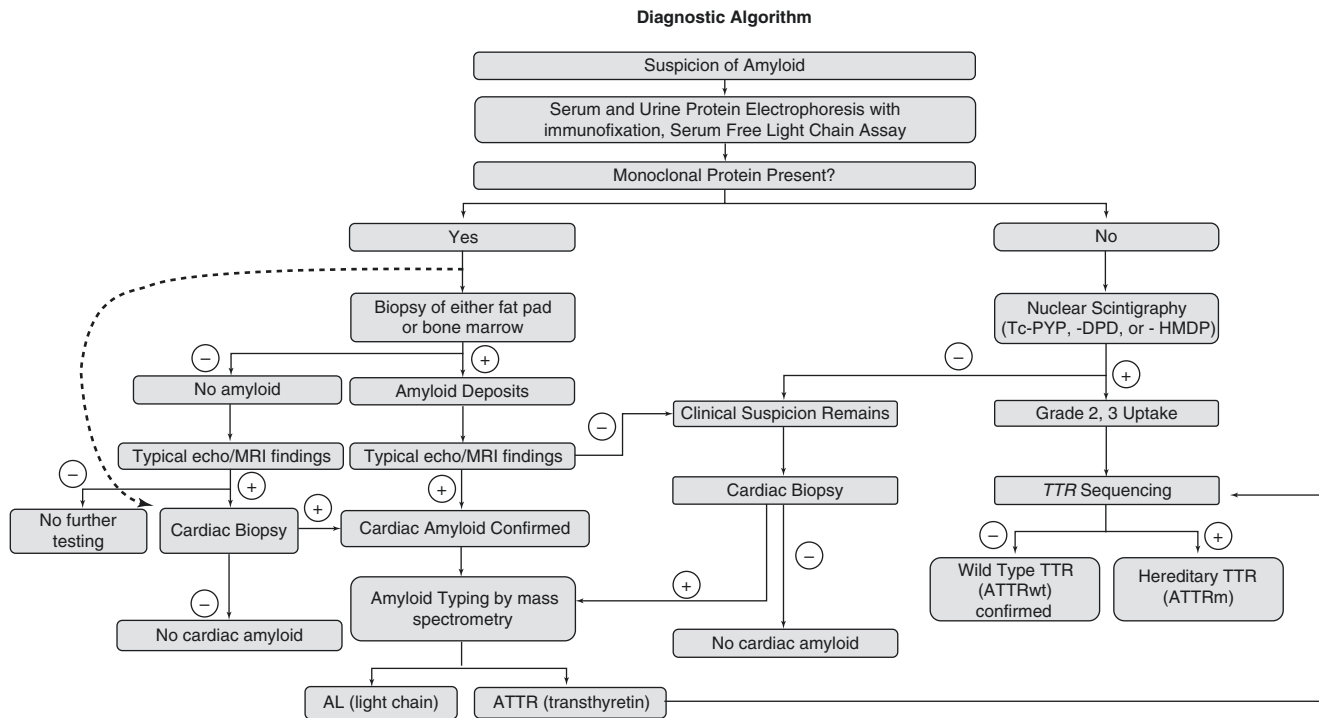 Diagnostic Algorithm
Suspicion of Amyloid
Serum and Urine Protein Electrophoresis with
immunofixation, Serum Free Light Chain Assay
Monoclonal Protein Present?
Yes
No
Biopsy of either fat pad
or bone marrow
Nuclear Scintigraphy
(Tc-PYP, -DPD, or - HMDP)
−
+
−
+
No amyloid
Amyloid Deposits
Clinical Suspicion Remains
Grade 2, 3 Uptake
−
Typical echo/MRI findings
Typical echo/MRI findings
−
+
+
Cardiac Biopsy
TTR Sequencing
No further
testing
Cardiac Biopsy
+
Cardiac Amyloid Confirmed
−
−
+
Wild Type TTR
(ATTRwt)
confirmed
Hereditary TTR
(ATTRm)
+
Amyloid Typing by mass
spectrometry
−
No cardiac amyloid
No cardiac amyloid
AL (light chain)
ATTR (transthyretin)